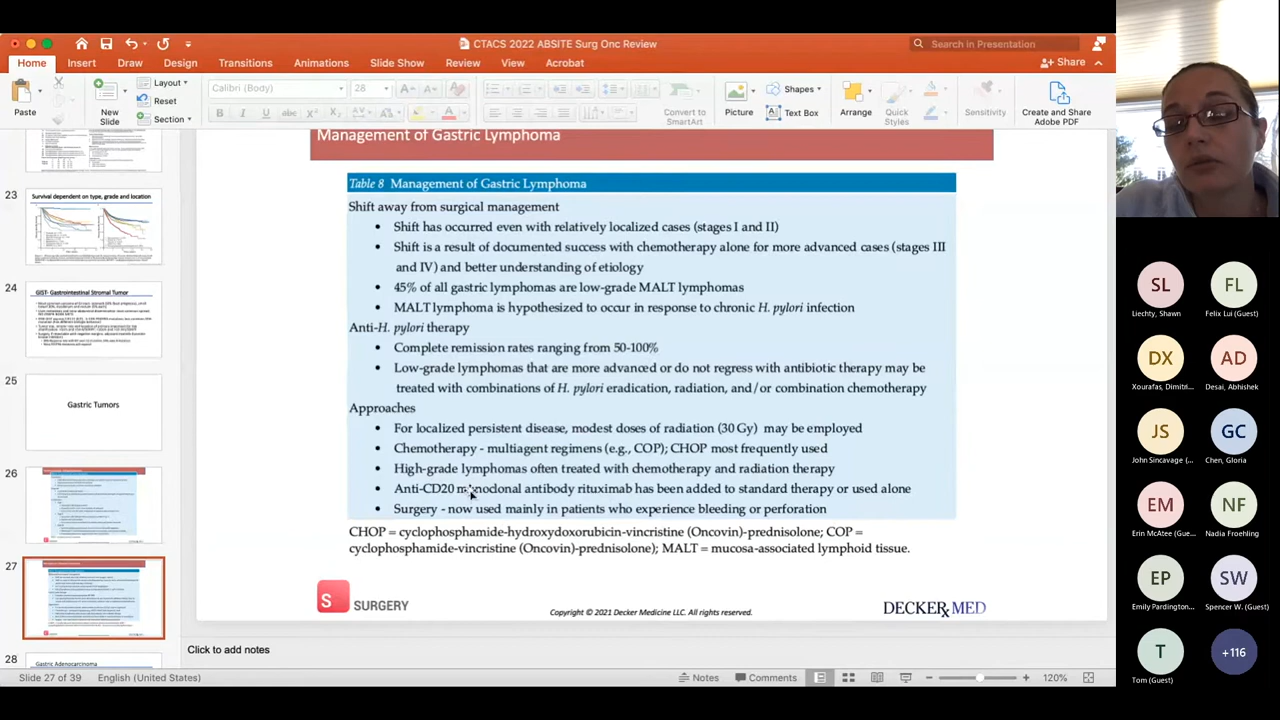 CTACS 2022 ABSITE Surg Onc Review
Search in Presentation
Home Insert Draw Design Transitions Animations Slide Show Review View Acrobat
Share
Paste
New Slide
Layout
Reset
Section
Calibri (Body) 28
Convert to SmartArt
Picture
Shapes
Text Box
Arrange
Quick Styles
Sensitivity
Create and Share Adobe PDF
23
Survival dependent on type, grade and location
24
GIST- Gastrointestinal Stromal Tumor
25
Gastric Tumors
26
27
28
Gastric Adenocarcinoma
Management of Gastric Lymphoma
Table 8 Management of Gastric Lymphoma
Shift away from surgical management
• Shift has occurred even with relatively localized cases (stages I and II)
• Shift is a result of documented success with chemotherapy alone for more advanced cases (stages III
and IV) and better understanding of etiology
• 45% of all gastric lymphomas are low-grade MALT lymphomas
MALT lymphoma is hypothesized to occur in response to chronic H. pylori infection
Anti-H. pylori therapy
• Complete remission rates ranging from 50-100%
• Low-grade lymphomas that are more advanced or do not regress with antibiotic therapy may be
treated with combinations of H. pylori eradication, radiation, and/or combination chemotherapy
Approaches
• For localized persistent disease, modest doses of radiation (30 Gy) may be employed
• Chemotherapy - multiagent regimens (e.g., COP); CHOP most frequently used
• High-grade lymphomas often treated with chemotherapy and radiation therapy
• Anti-CD20 monoclonal antibody rituximab has been added to standard therapy or used alone
• Surgery - now used mainly in patients who experience bleeding or perforation
CHOP = cyclophosphamide-hydroxydoxorubicin-vincristine (Oncovin)-prednisolone; COP =
cyclophosphamide-vincristine (Oncovin)-prednisolone); MALT = mucosa-associated lymphoid tissue.
S SURGERY
Copyright © 2021 Decker Medicine LLC. All rights reserved.
DECKER MED
Click to add notes
Slide 27 of 39
English (United States)
Notes
Comments
120%
SL
Liechty, Shawn
FL
Felix Lui (Guest)
DX
Xourafas, Dimitri...
AD
Desai, Abhishek
JS
John Sincavage (...
GC
Chen, Gloria
EM
Erin McAtee (Gue...
NF
Nadia Froehling
EP
Emily Pardington...
SW
Spencer W. (Guest)
T
Tom (Guest)
+116